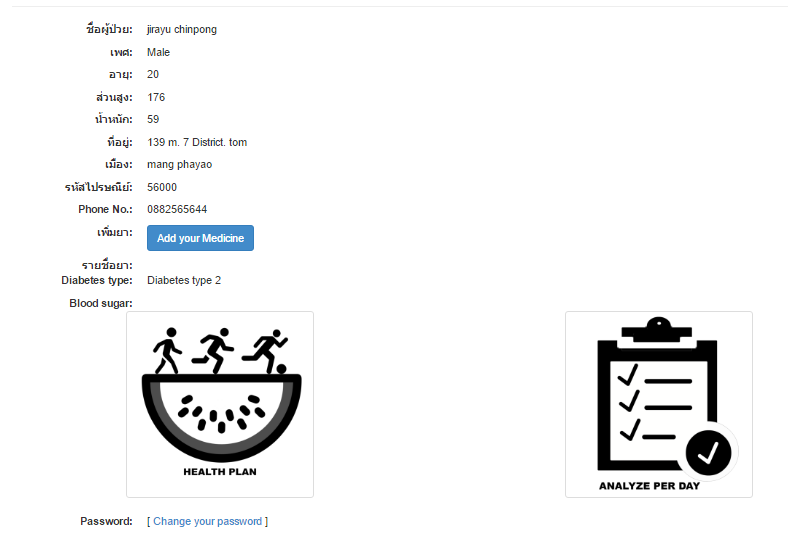 ชื่อผู้ป่วย: jirayu chinpong
เพศ: Male
อายุ: 20
ส่วนสูง: 176
น้ำหนัก: 59
ที่อยู่: 139 m. 7 District. tom
เมือง: mang phayao
รหัสไปรษณีย์: 56000
Phone No.: 0882565644
เพิ่มยา: Add your Medicine
รายชื่อยา:
Diabetes type: Diabetes type 2
Blood sugar:
HEALTH PLAN
ANALYZE PER DAY
Password: [ Change your password ]